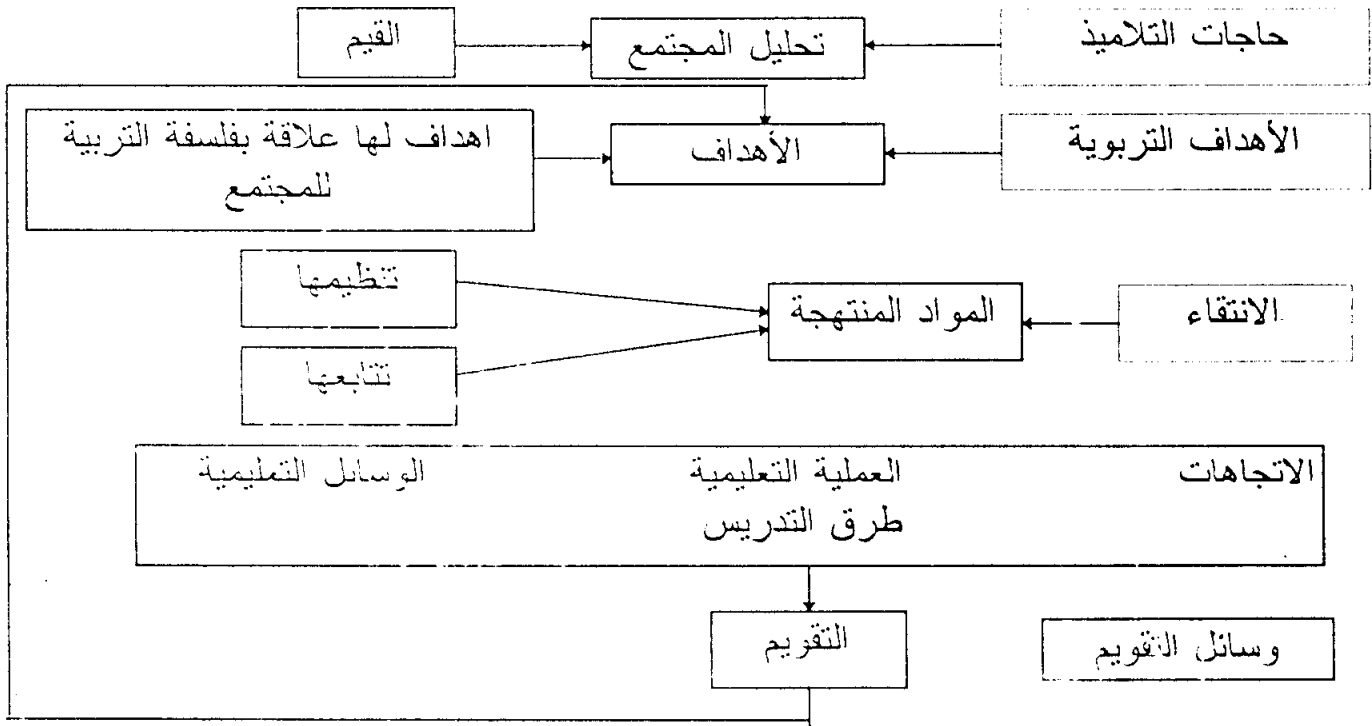 حاجات التلاميذ
تحليل المجتمع
القيم
الأهداف التربوية
الأهداف
اهداف لها علاقة بفلسفة التربية
للمجتمع
الانتقاء
المواد المنتهجة
تنظيمها
تتابعها
الاتجاهات
العملية التعليمية
الوسائل التعليمية
طرق التدريس
وسائل التقويم
التقويم